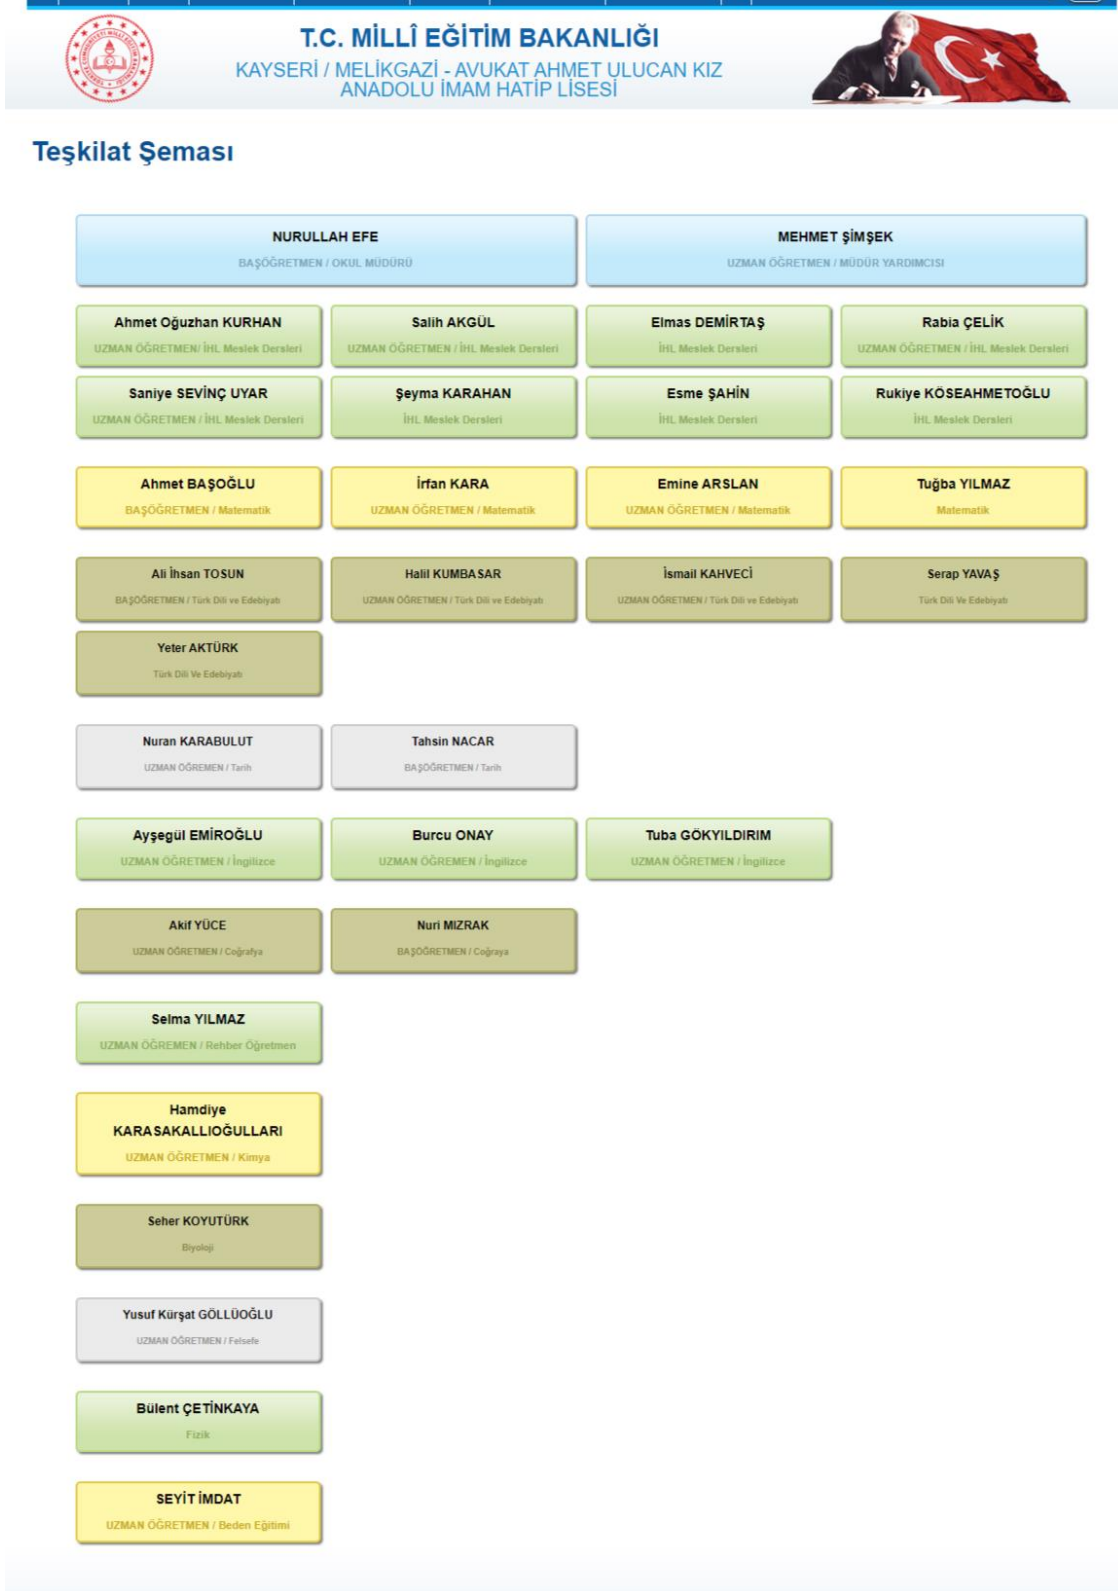 T.C. MİLLÎ EĞİTİM BAKANLIĞI
KAYSERİ / MELİKGAZİ - AVUKAT AHMET ULUCAN KIZ
ANADOLU İMAM HATİP LİSESİ
Teşkilat Şeması
NURULLAH EFE
BAŞÖĞRETMEN / OKUL MÜDÜRÜ
MEHMET ŞİMŞEK
UZMAN ÖĞRETMEN / MÜDÜR YARDIMCISI
Ahmet Oğuzhan KURHAN
UZMAN ÖĞRETMEN/ İHL Meslek Dersleri
Salih AKGÜL
UZMAN ÖĞRETMEN / İHL Meslek Dersleri
Elmas DEMİRTAŞ
İHL Meslek Dersleri
Rabia ÇELİK
UZMAN ÖĞRETMEN / İHL Meslek Dersleri
Saniye SEVİNÇ UYAR
UZMAN ÖĞRETMEN / İHL Meslek Dersleri
Şeyma KARAHAN
İHL Meslek Dersleri
Esme ŞAHİN
İHL Meslek Dersleri
Rukiye KÖSEAHMETOĞLU
İHL Meslek Dersleri
Ahmet BAŞOĞLU
BAŞÖĞRETMEN / Matematik
İrfan KARA
UZMAN ÖĞRETMEN / Matematik
Emine ARSLAN
UZMAN ÖĞRETMEN / Matematik
Tuğba YILMAZ
Matematik
Ali İhsan TOSUN
BAŞÖĞRETMEN / Türk Dili ve Edebiyatı
Halil KUMBASAR
UZMAN ÖĞRETMEN / Türk Dili ve Edebiyatı
İsmail KAHVECİ
UZMAN ÖĞRETMEN / Türk Dili ve Edebiyatı
Serap YAVAŞ
Türk Dili Ve Edebiyatı
Yeter AKTÜRK
Türk Dili Ve Edebiyatı
Nuran KARABULUT
UZMAN ÖĞREMEN / Tarih
Tahsin NACAR
BAŞÖĞRETMEN / Tarih
Ayşegül EMİROĞLU
UZMAN ÖĞRETMEN / İngilizce
Burcu ONAY
UZMAN ÖĞREMEN / İngilizce
Tuba GÖKYILDIRIM
UZMAN ÖĞRETMEN / İngilizce
Akif YÜCE
UZMAN ÖĞRETMEN / Coğrafya
Nuri MIZRAK
BAŞÖĞRETMEN / Coğraya
Selma YILMAZ
UZMAN ÖĞREMEN / Rehber Öğretmen
Hamdiye
KARASAKALLIOĞULLARI
UZMAN ÖĞRETMEN / Kimya
Seher KOYUTÜRK
Biyoloji
Yusuf Kürşat GÖLLÜOĞLU
UZMAN ÖĞRETMEN / Felsefe
Bülent ÇETİNKAYA
Fizik
SEYİT İMDAT
UZMAN ÖĞRETMEN / Beden Eğitimi